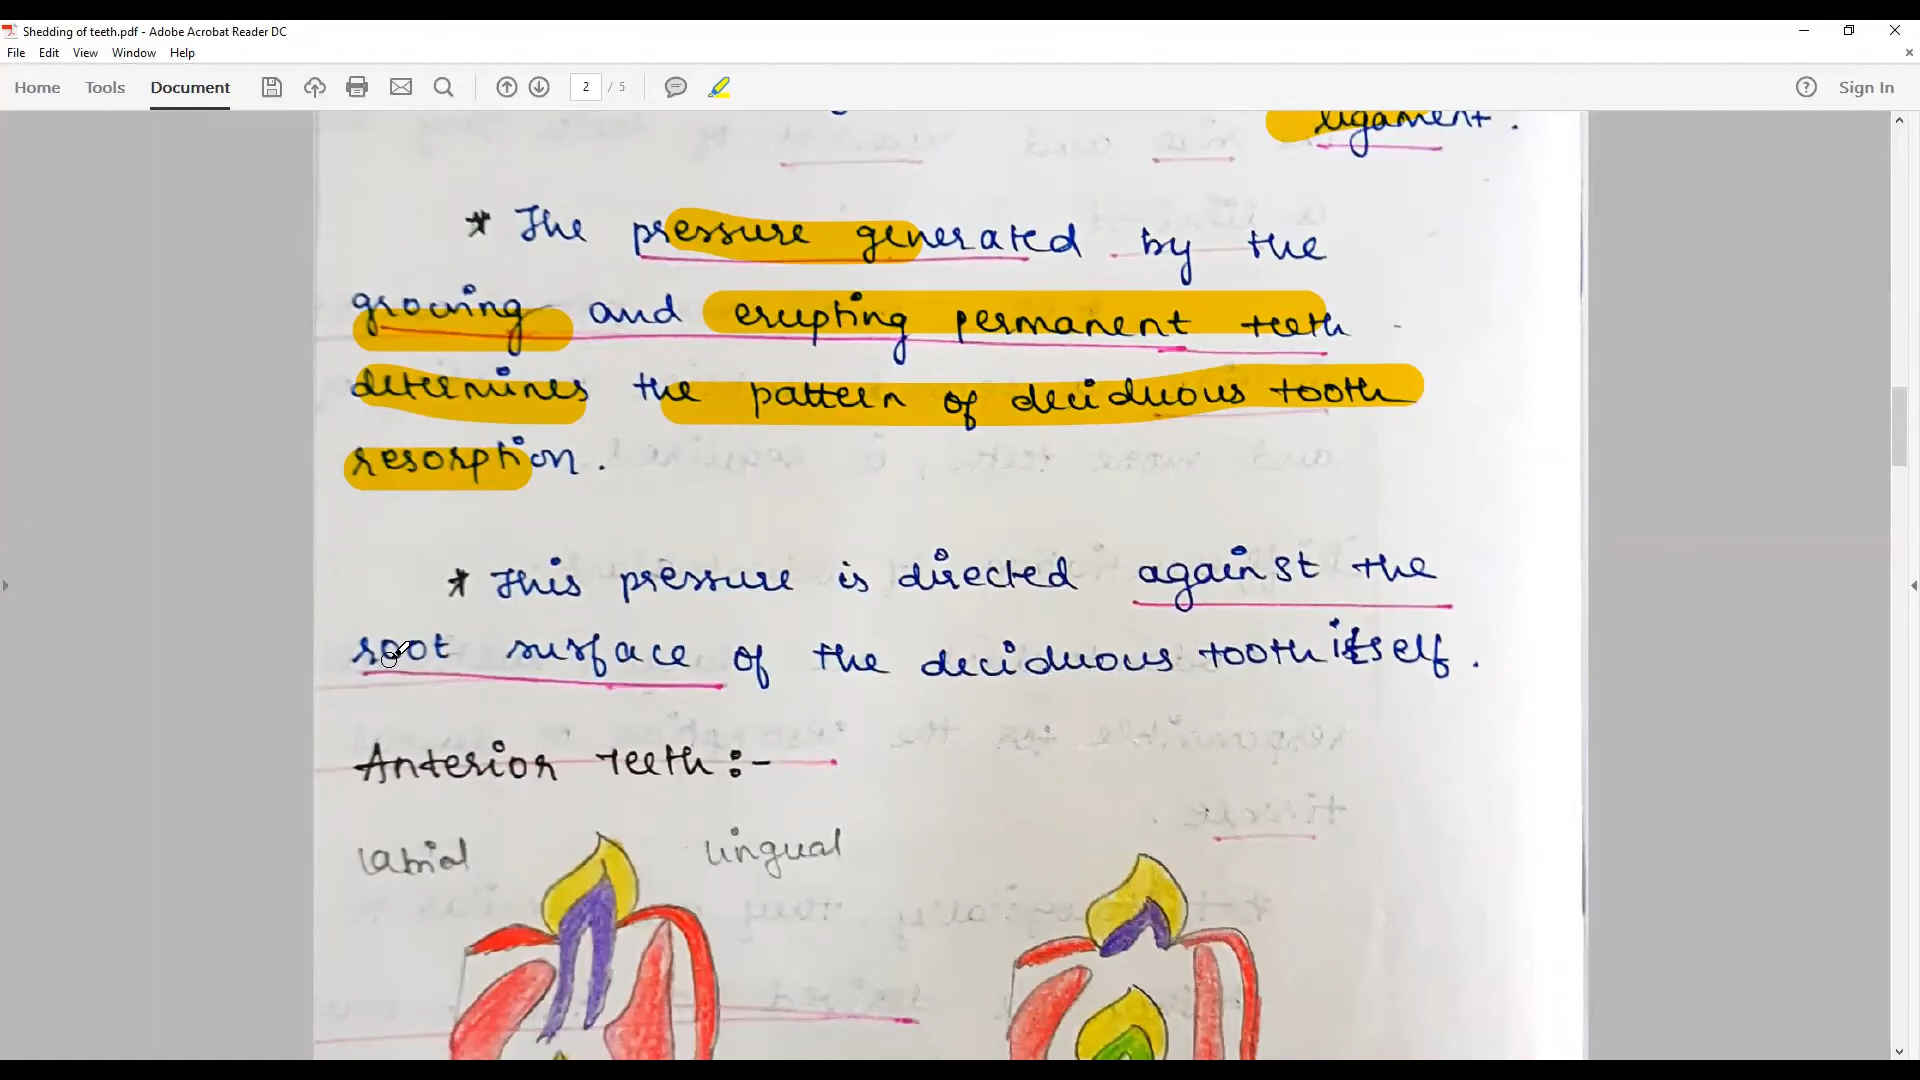 Shedding of teeth.pdf - Adobe Acrobat Reader DC
File Edit View Window Help
Home Tools Document 2 / 5 Sign In
ligament.
* The pressure generated by the
growing and erupting permanent teeth
determines the pattern of deciduous tooth
resorption.
* This pressure is directed against the
root surface of the deciduous tooth itself.
Anterior teeth :-
labial lingual